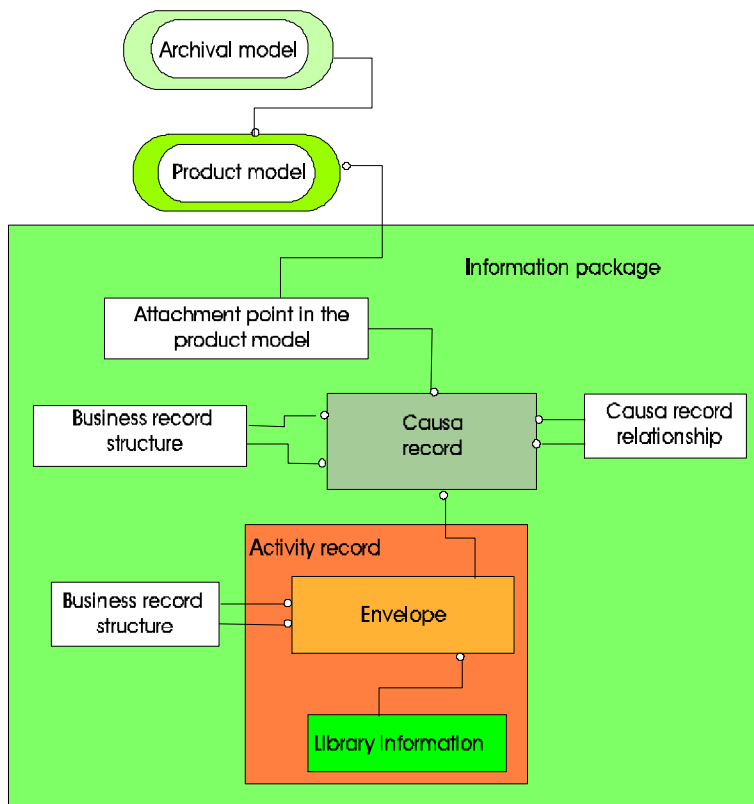 Archival model
Product model
Information package
Attachment point in the
product model
Business record
structure
Causa
record
Causa record
relationship
Activity record
Business record
structure
Envelope
Library information